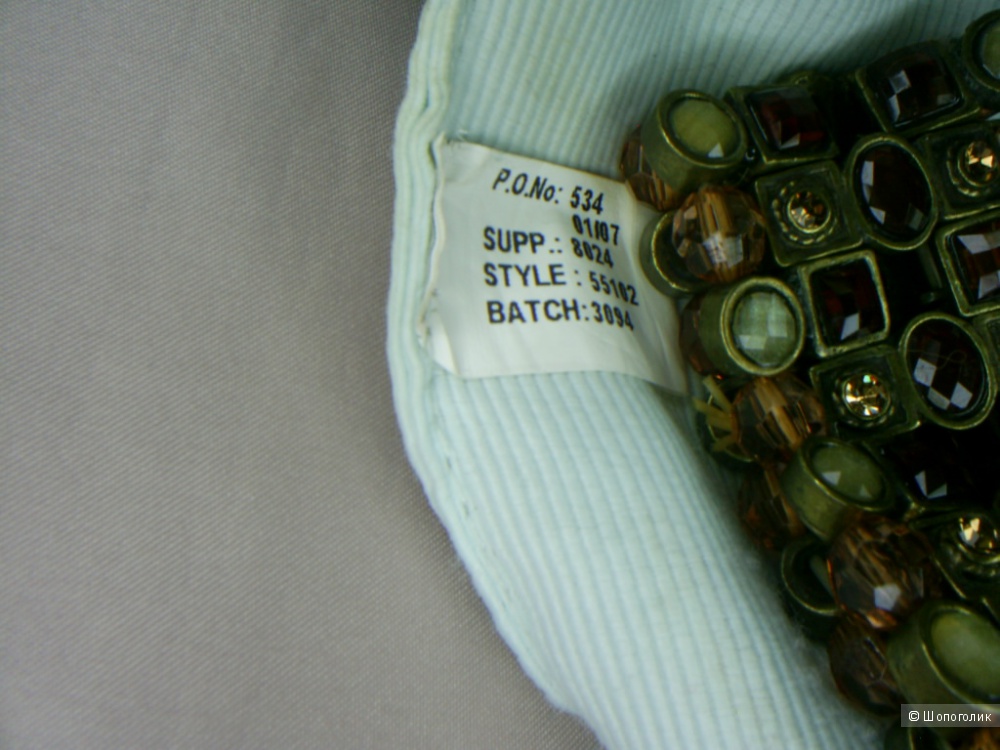 P.O.No: 534
01/07
SUPP.: 8024
STYLE : 55102
BATCH:3094
© Шопоголик